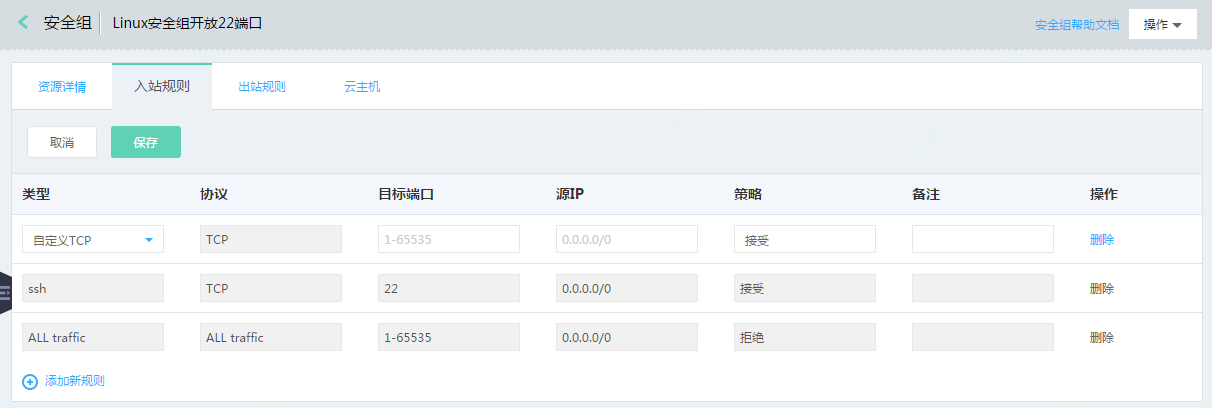 安全组 Linux安全组开放22端口 安全组帮助文档 操作
资源详情 入站规则 出站规则 云主机
取消 保存
类型 协议 目标端口 源IP 策略 备注 操作
自定义TCP TCP 1-65535 0.0.0.0/0 接受 删除
ssh TCP 22 0.0.0.0/0 接受 删除
ALL traffic ALL traffic 1-65535 0.0.0.0/0 拒绝 删除
添加新规则